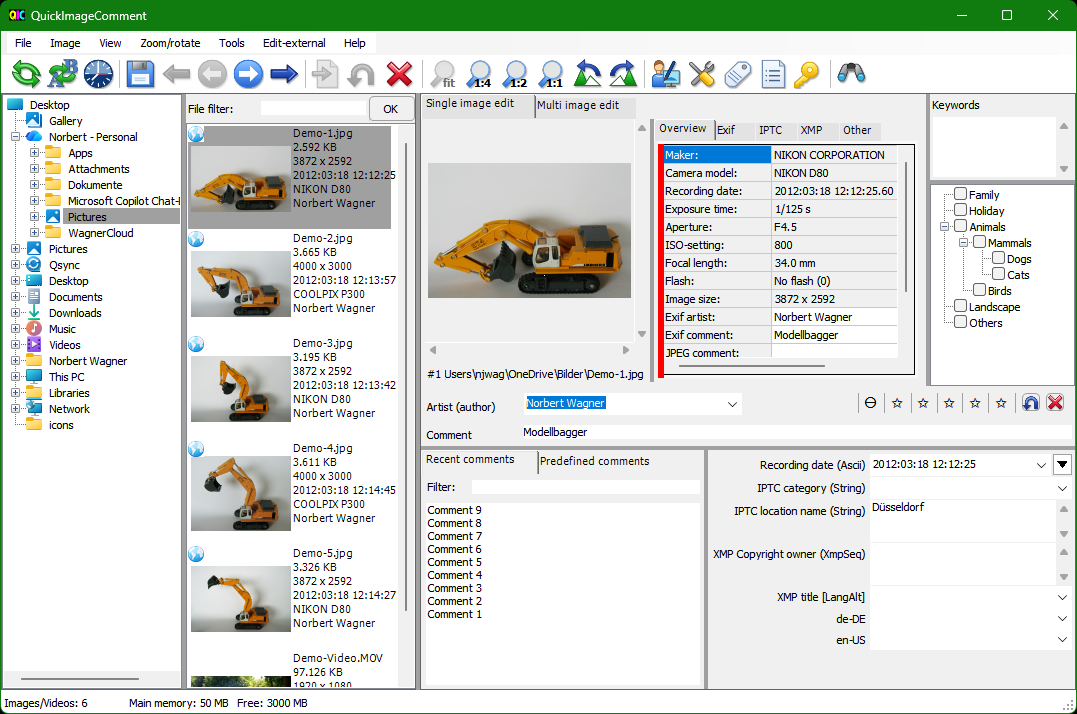 QuickImageComment
File Image View Zoom/rotate Tools Edit-external Help
fit 1:4 1:2 1:1
Desktop
Gallery
Norbert - Personal
Apps
Attachments
Dokumente
Microsoft Copilot Chat-
Pictures
WagnerCloud
Pictures
Qsync
Desktop
Documents
Downloads
Music
Videos
Norbert Wagner
This PC
Libraries
Network
icons
File filter: OK
Demo-1.jpg
2.592 KB
3872 x 2592
2012:03:18 12:12:25
NIKON D80
Norbert Wagner
Demo-2.jpg
3.665 KB
4000 x 3000
2012:03:18 12:13:57
COOLPIX P300
Norbert Wagner
Demo-3.jpg
3.195 KB
3872 x 2592
2012:03:18 12:13:42
NIKON D80
Norbert Wagner
Demo-4.jpg
3.611 KB
4000 x 3000
2012:03:18 12:14:45
COOLPIX P300
Norbert Wagner
Demo-5.jpg
3.326 KB
3872 x 2592
2012:03:18 12:14:27
NIKON D80
Norbert Wagner
Demo-Video.MOV
97.126 KB
1920 x 1080
Single image edit Multi image edit
#1 Users\njwag\OneDrive\Bilder\Demo-1.jpg
Overview Exif IPTC XMP Other
Maker: NIKON CORPORATION
Camera model: NIKON D80
Recording date: 2012:03:18 12:12:25.60
Exposure time: 1/125 s
Aperture: F4.5
ISO-setting: 800
Focal length: 34.0 mm
Flash: No flash (0)
Image size: 3872 x 2592
Exif artist: Norbert Wagner
Exif comment: Modellbagger
JPEG comment:
Keywords
Family
Holiday
Animals
Mammals
Dogs
Cats
Birds
Landscape
Others
Artist (author) Norbert Wagner
Comment Modellbagger
Recent comments Predefined comments
Filter:
Comment 9
Comment 8
Comment 7
Comment 6
Comment 5
Comment 4
Comment 3
Comment 2
Comment 1
Recording date (Ascii) 2012:03:18 12:12:25
IPTC category (String)
IPTC location name (String) Düsseldorf
XMP Copyright owner (XmpSeq)
XMP title [LangAlt]
de-DE
en-US
Images/Videos: 6 Main memory: 50 MB Free: 3000 MB